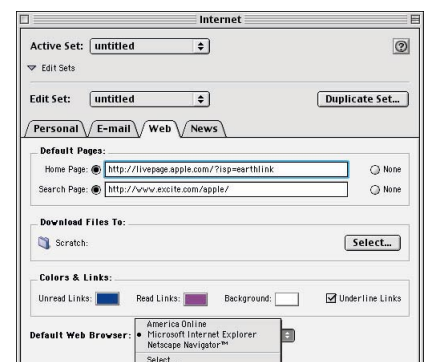 Internet
Active Set: untitled
Edit Sets
Edit Set: untitled Duplicate Set...
Personal E-mail Web News
Default Pages:
Home Page: http://livepage.apple.com/?isp=earthlink None
Search Page: http://www.excite.com/apple/ None
Download Files To:
Scratch: Select...
Colors & Links:
Unread Links: Read Links: Background: Underline Links
America Online
Default Web Browser: • Microsoft Internet Explorer
Netscape Navigator™
Select